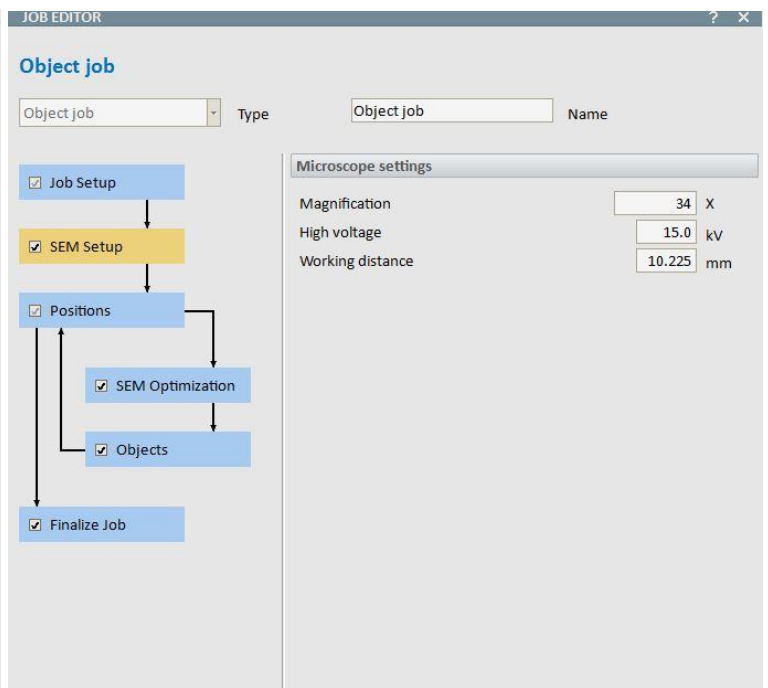 JOB EDITOR ? ×
Object job
Object job Type Object job Name
Job Setup
SEM Setup
Positions
SEM Optimization
Objects
Finalize Job
Microscope settings
Magnification 34 X
High voltage 15.0 kV
Working distance 10.225 mm